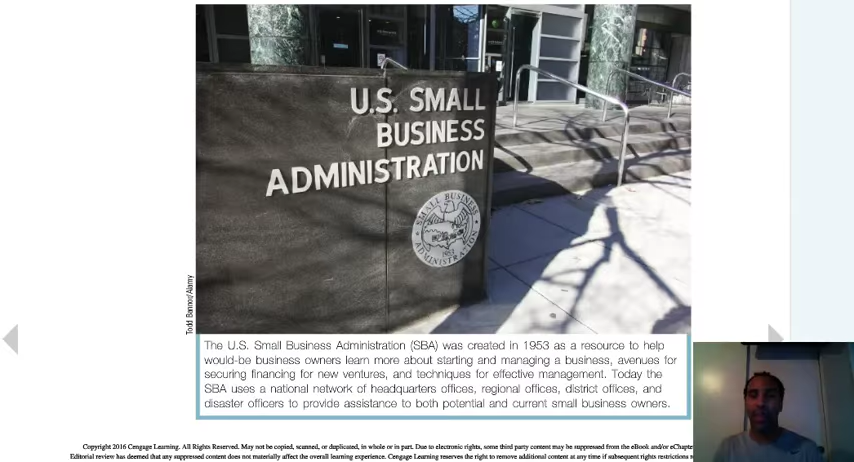 U.S. SMALL
BUSINESS
ADMINISTRATION
SMALL BUSINESS
1953
ADMINISTRATION
Todd Bannor/Alamy
The U.S. Small Business Administration (SBA) was created in 1953 as a resource to help
would-be business owners learn more about starting and managing a business, avenues for
securing financing for new ventures, and techniques for effective management. Today the
SBA uses a national network of headquarters offices, regional offices, district offices, and
disaster officers to provide assistance to both potential and current small business owners.
Copyright 2016 Cengage Learning. All Rights Reserved. May not be copied, scanned, or duplicated, in whole or in part. Due to electronic rights, some third party content may be suppressed from the eBook and/or eChapte
Editorial review has deemed that any suppressed content does not materially affect the overall learning experience. Cengage Learning reserves the right to remove additional content at any time if subsequent rights restrictions